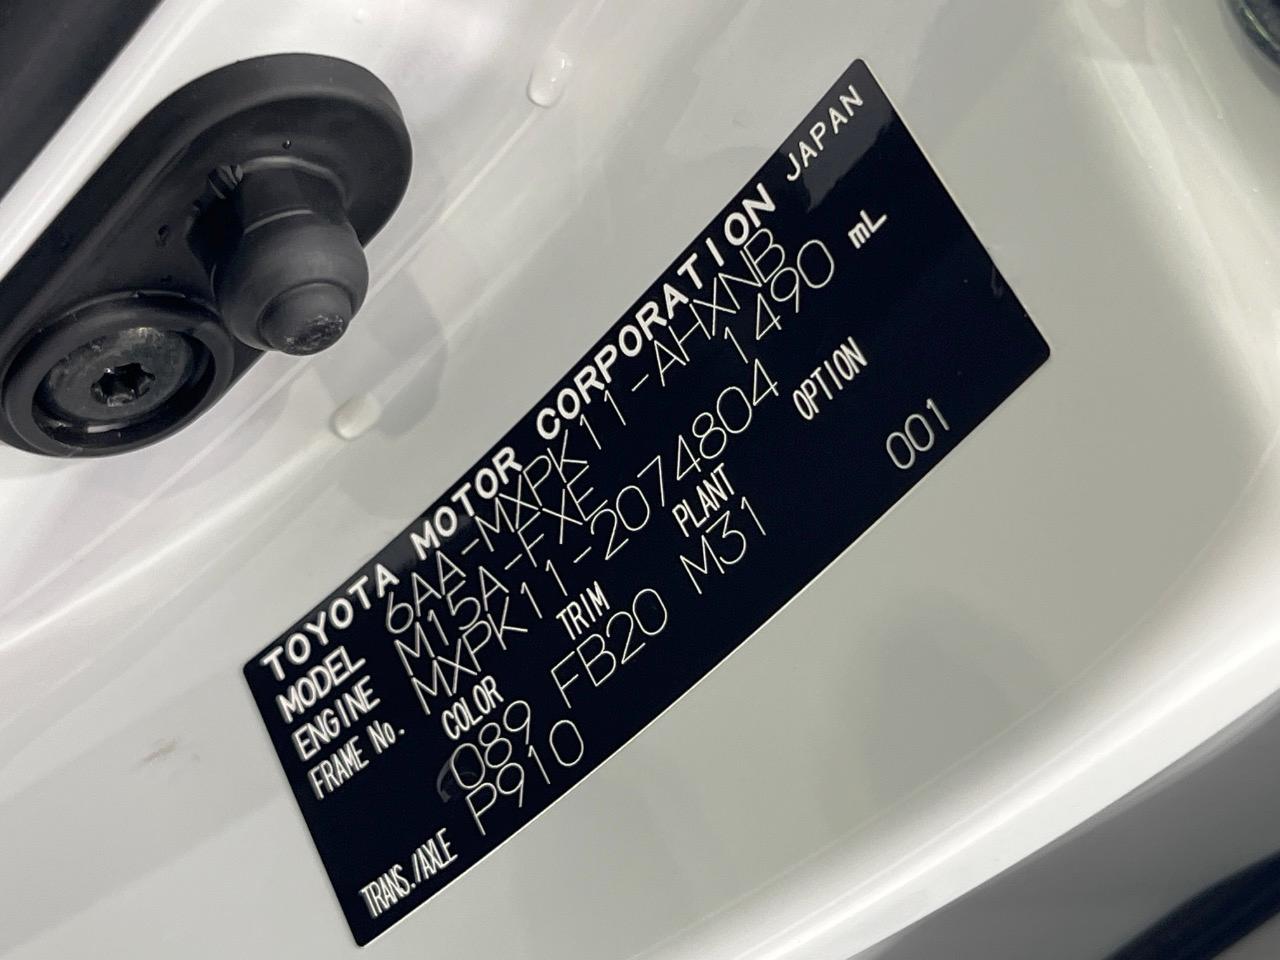 TOYOTA MOTOR CORPORATION JAPAN
MODEL 6AA-MXPK11-AHXNB
ENGINE M15A-FXE 1490 mL
FRAME No. MXPK11-2074804
COLOR TRIM PLANT OPTION
089 FB20 M31 001
TRANS./AXLE P910